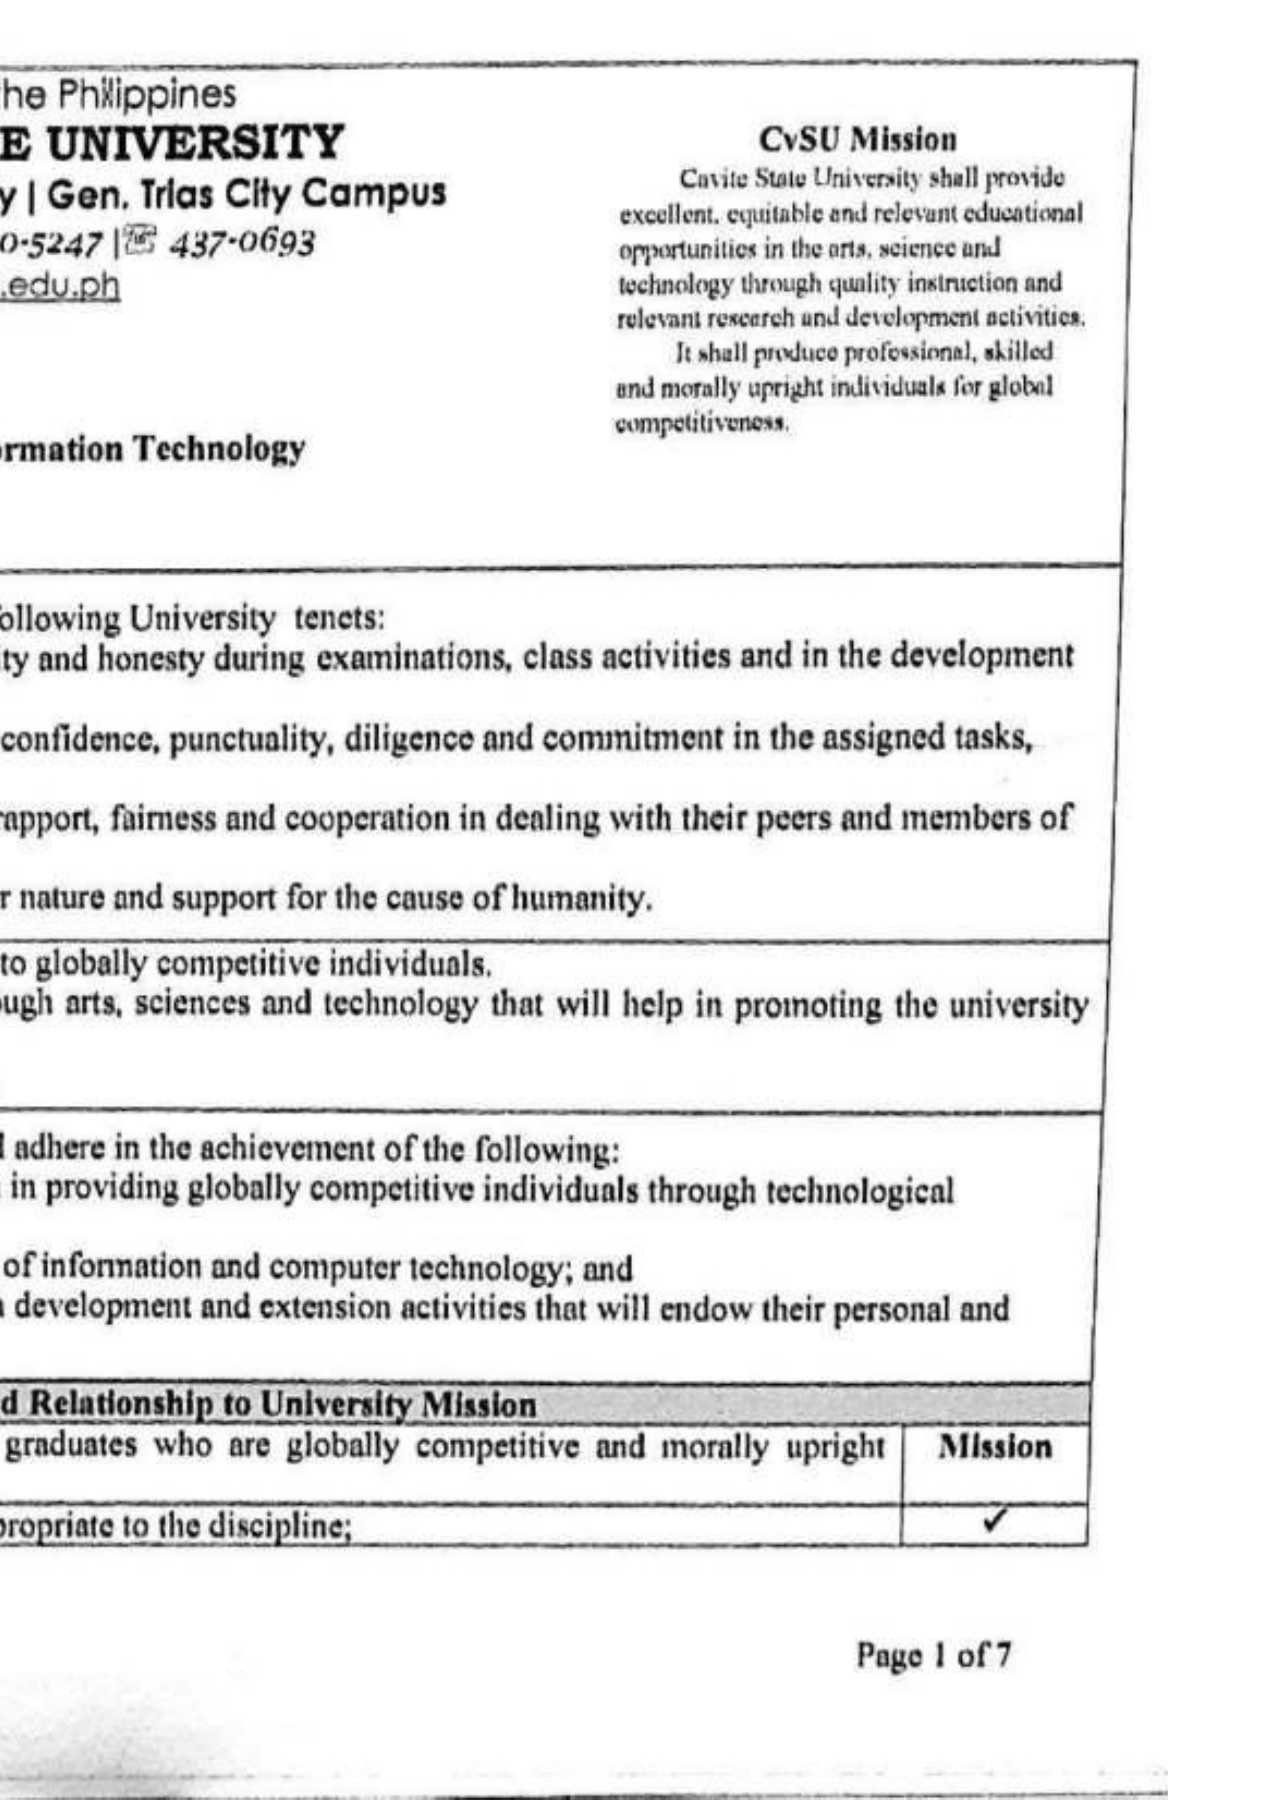 he Philippines
E UNIVERSITY
y | Gen. Trias City Campus
0-5247 |☏ 437-0693
.edu.ph
CvSU Mission
Cavite State University shall provide
excellent, equitable and relevant educational
opportunities in the arts, science and
technology through quality instruction and
relevant research and development activities.
It shall produce professional, skilled
and morally upright individuals for global
competitiveness.
rmation Technology
ollowing University tenets:
ty and honesty during examinations, class activities and in the development
confidence, punctuality, diligence and commitment in the assigned tasks,
rapport, fairness and cooperation in dealing with their peers and members of
r nature and support for the cause of humanity.
to globally competitive individuals.
ugh arts, sciences and technology that will help in promoting the university
l adhere in the achievement of the following:
in providing globally competitive individuals through technological
of information and computer technology; and
development and extension activities that will endow their personal and
d Relationship to University Mission
graduates who are globally competitive and morally upright
Mission
propriate to the discipline;
✓
Page 1 of 7